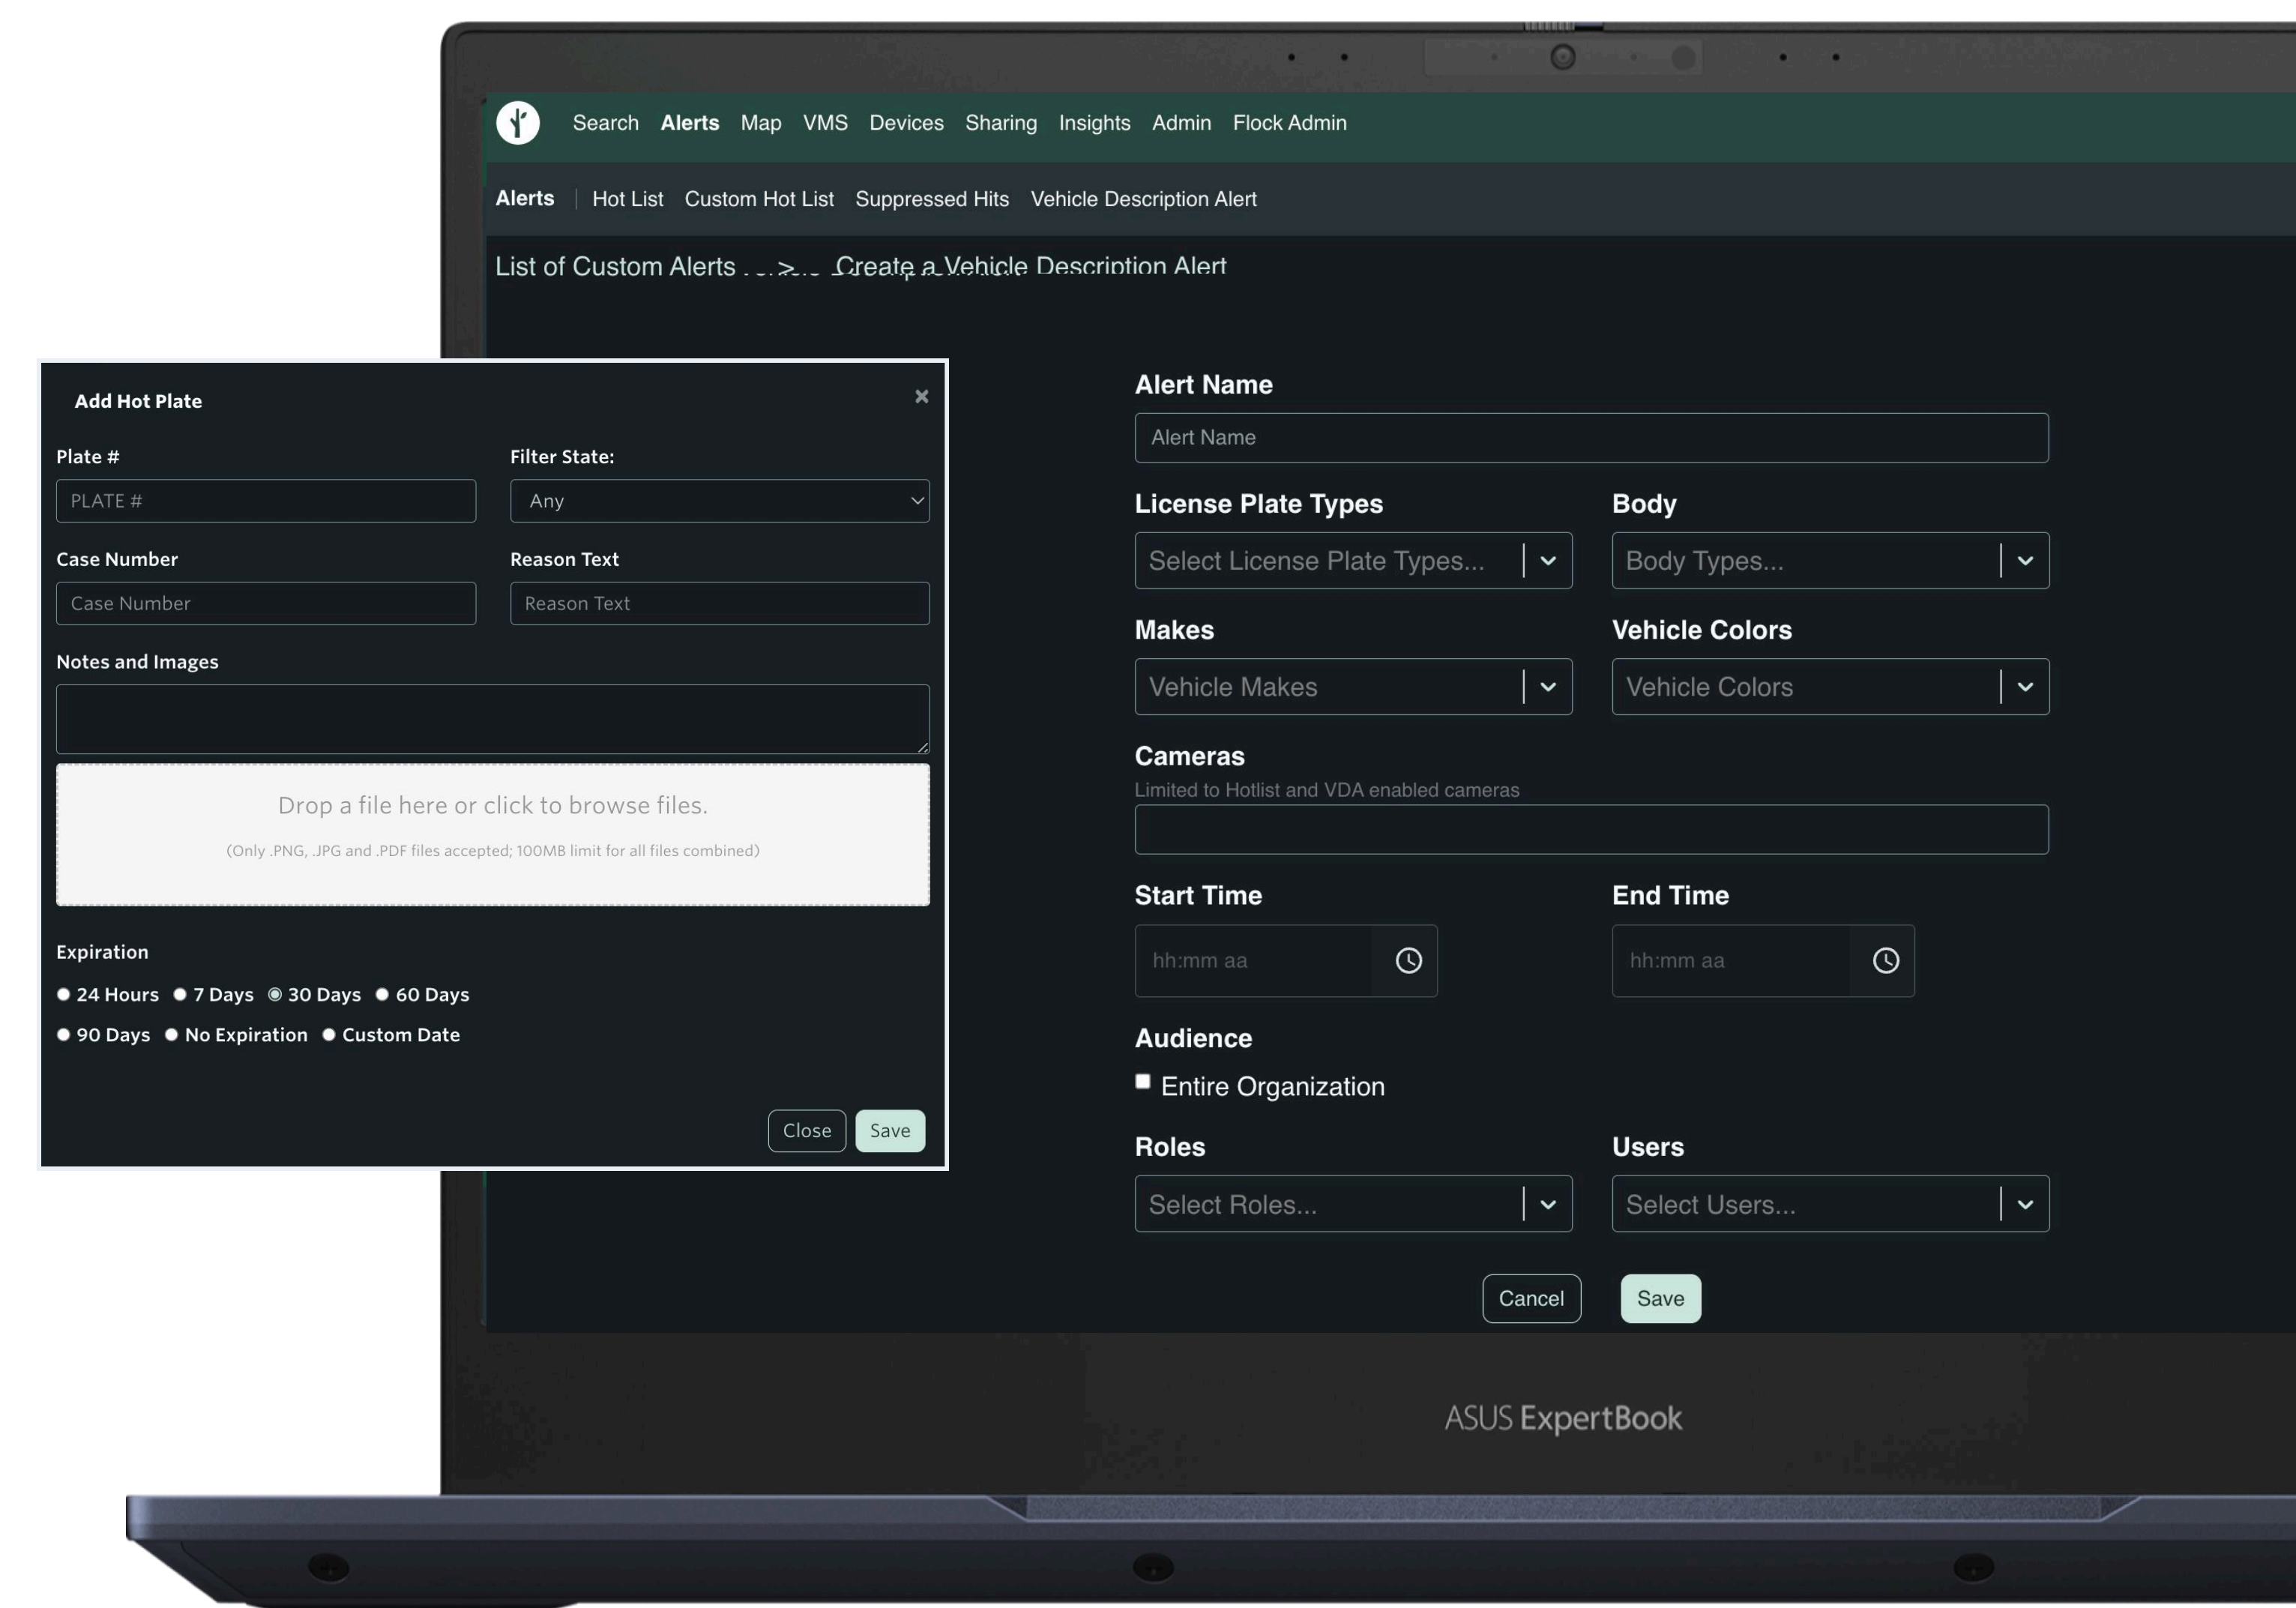 Search Alerts Map VMS Devices Sharing Insights Admin Flock Admin
Alerts | Hot List Custom Hot List Suppressed Hits Vehicle Description Alert
List of Custom Alerts > Create a Vehicle Description Alert
Add Hot Plate ×
Plate # Filter State:
PLATE # Any
Case Number Reason Text
Case Number Reason Text
Notes and Images
Drop a file here or click to browse files.
(Only .PNG, .JPG and .PDF files accepted; 100MB limit for all files combined)
Expiration
24 Hours 7 Days 30 Days 60 Days
90 Days No Expiration Custom Date
Close Save
Alert Name
Alert Name
License Plate Types Body
Select License Plate Types... Body Types...
Makes Vehicle Colors
Vehicle Makes Vehicle Colors
Cameras
Limited to Hotlist and VDA enabled cameras
Start Time End Time
hh:mm aa hh:mm aa
Audience
Entire Organization
Roles Users
Select Roles... Select Users...
Cancel Save
ASUS ExpertBook